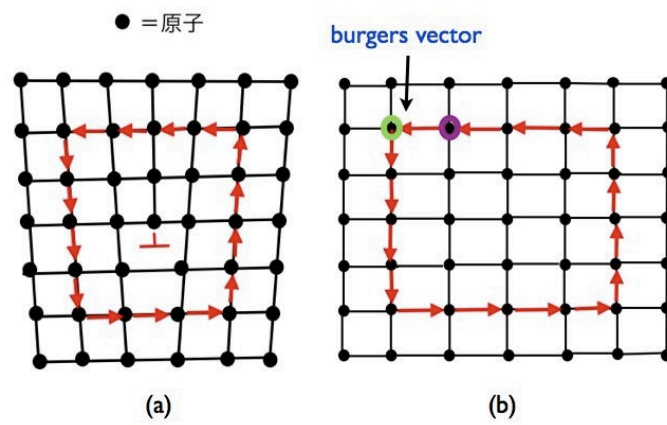 =原子
burgers vector
(a)
(b)